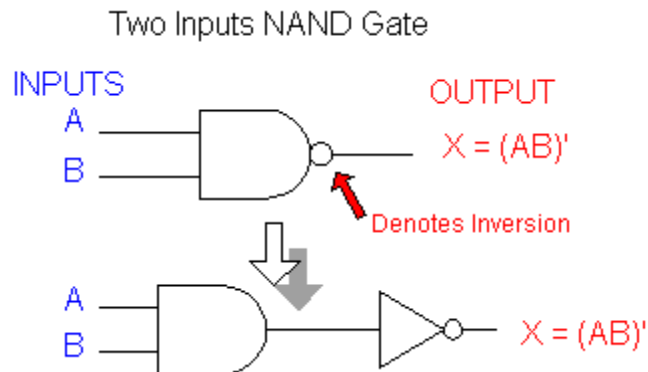 Two Inputs NAND Gate
INPUTS
OUTPUT
A
X = (AB)'
B
Denotes Inversion
A
X = (AB)'
B